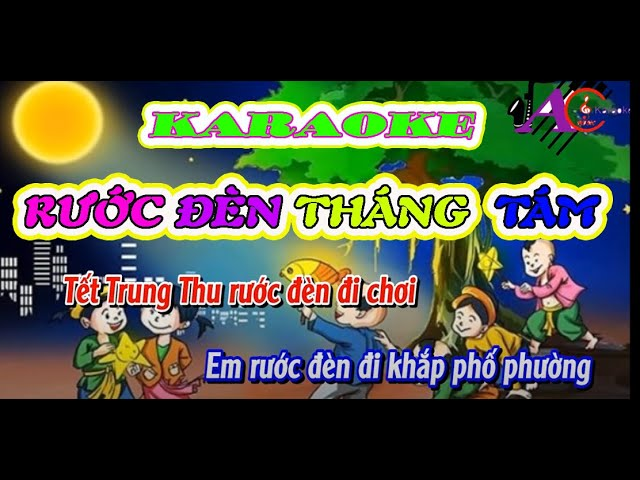 KARAOKE
AC
RƯỚC ĐÈN THÁNG TÁM
Tết Trung Thu rước đèn đi chơi
Em rước đèn đi khắp phố phường